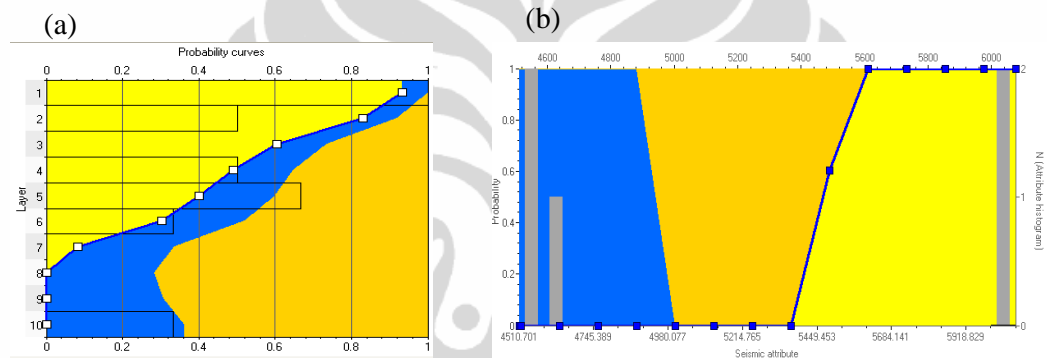 (a)
(b)
Probability curves
0 0.2 0.4 0.6 0.8 1
Layer
1
2
3
4
5
6
7
8
9
10
0 0.2 0.4 0.6 0.8 1
4600 4800 5000 5200 5400 5600 5800 6000
Probability
1
0.8
0.6
0.4
0.2
0
2
1
0
N (Attribute histogram)
4510.701 4745.389 4980.077 5214.765 5449.453 5684.141 5918.829
Seismic attribute